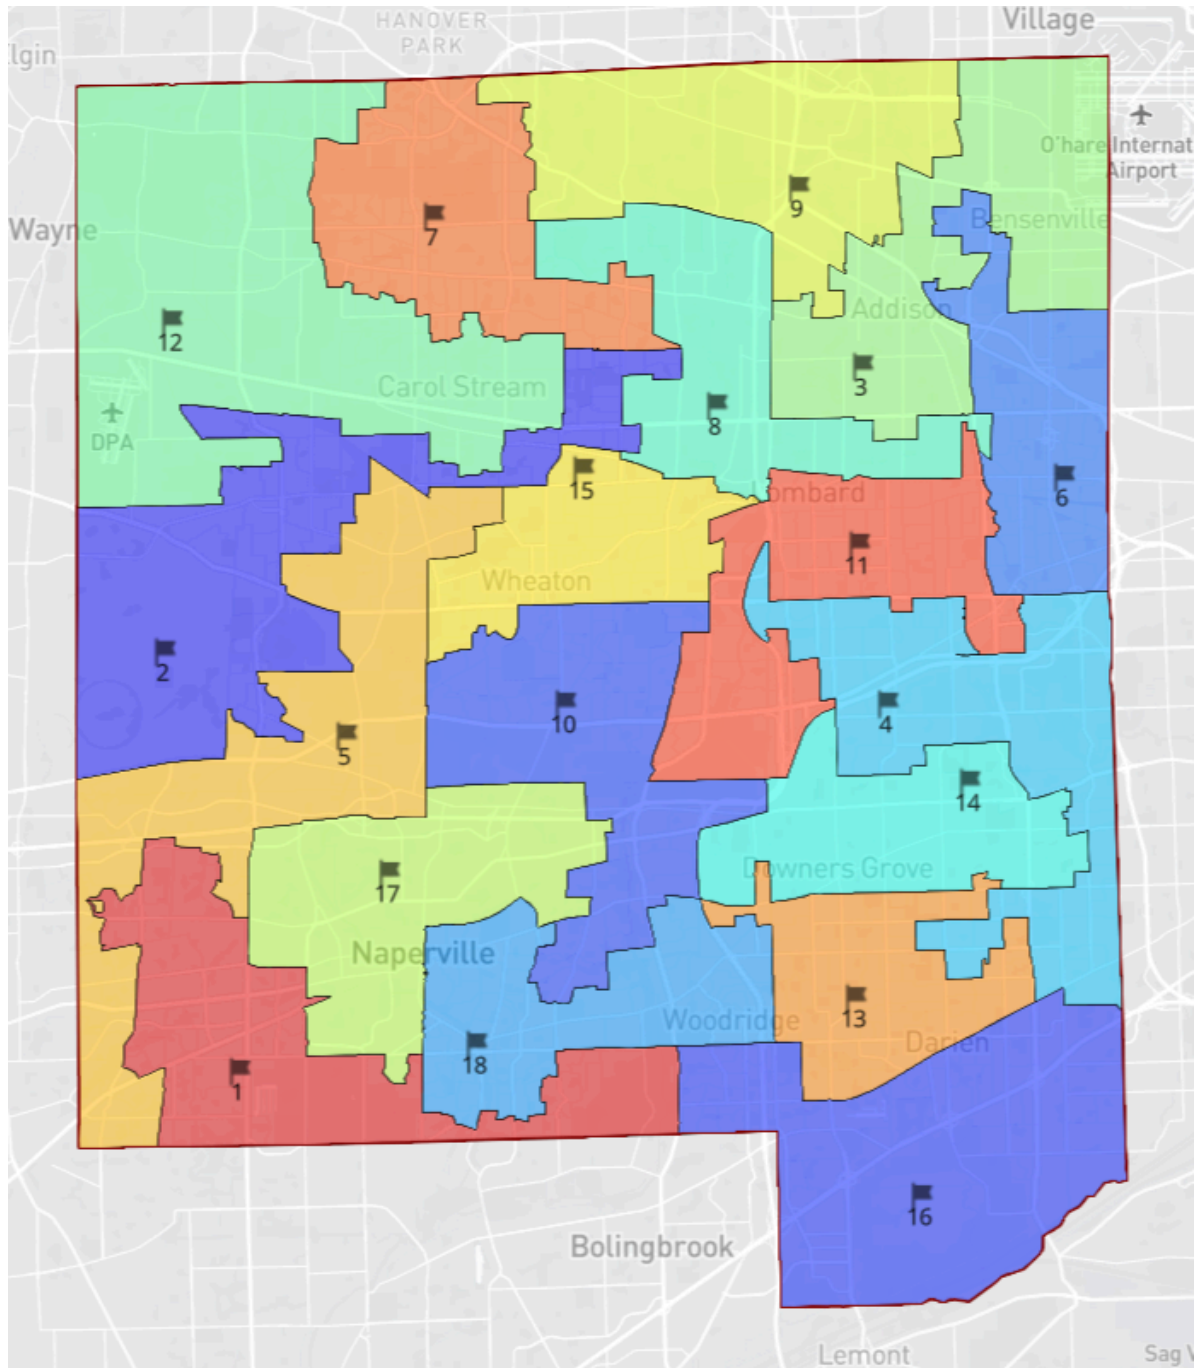 HANOVER
PARK
Village
lgin
O'hare Internat
Airport
9
7
Wayne
Bensenville
Addison
12
3
Carol Stream
8
DPA
15
Lombard
6
11
Wheaton
2
10
4
5
14
17
Downers Grove
Naperville
13
Woodridge
Darien
18
1
16
Bolingbrook
Lemont
Sag V